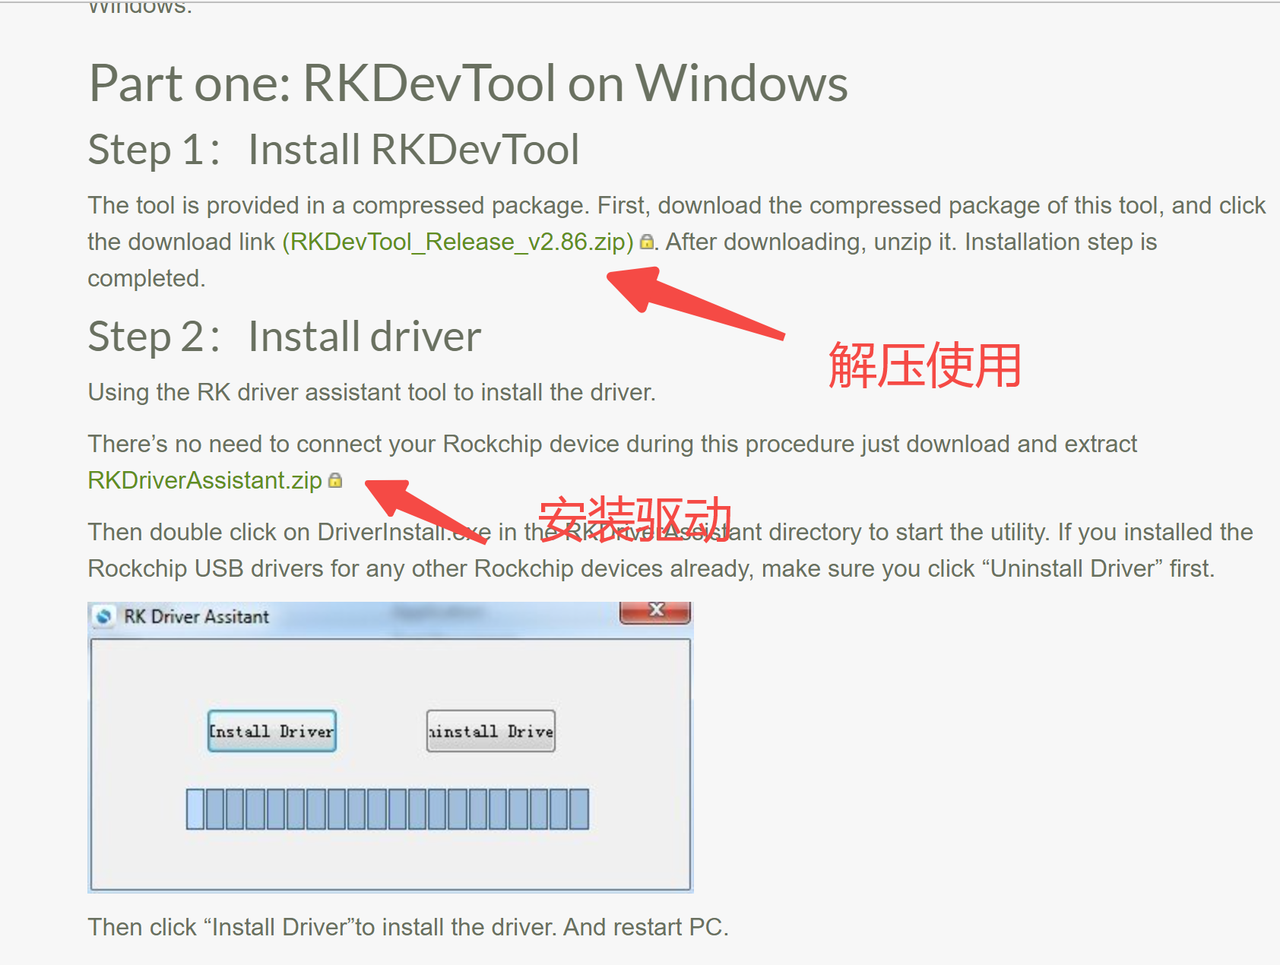 Windows.
Part one: RKDevTool on Windows
Step 1： Install RKDevTool
The tool is provided in a compressed package. First, download the compressed package of this tool, and click
the download link (RKDevTool_Release_v2.86.zip) . After downloading, unzip it. Installation step is
completed.
解压使用
Step 2： Install driver
Using the RK driver assistant tool to install the driver.
There’s no need to connect your Rockchip device during this procedure just download and extract
RKDriverAssistant.zip
安装驱动
Then double click on DriverInstall.exe in the RKDriverAssistant directory to start the utility. If you installed the
Rockchip USB drivers for any other Rockchip devices already, make sure you click “Uninstall Driver” first.
RK Driver Assitant
Install Driver
ninstall Drive
Then click “Install Driver”to install the driver. And restart PC.